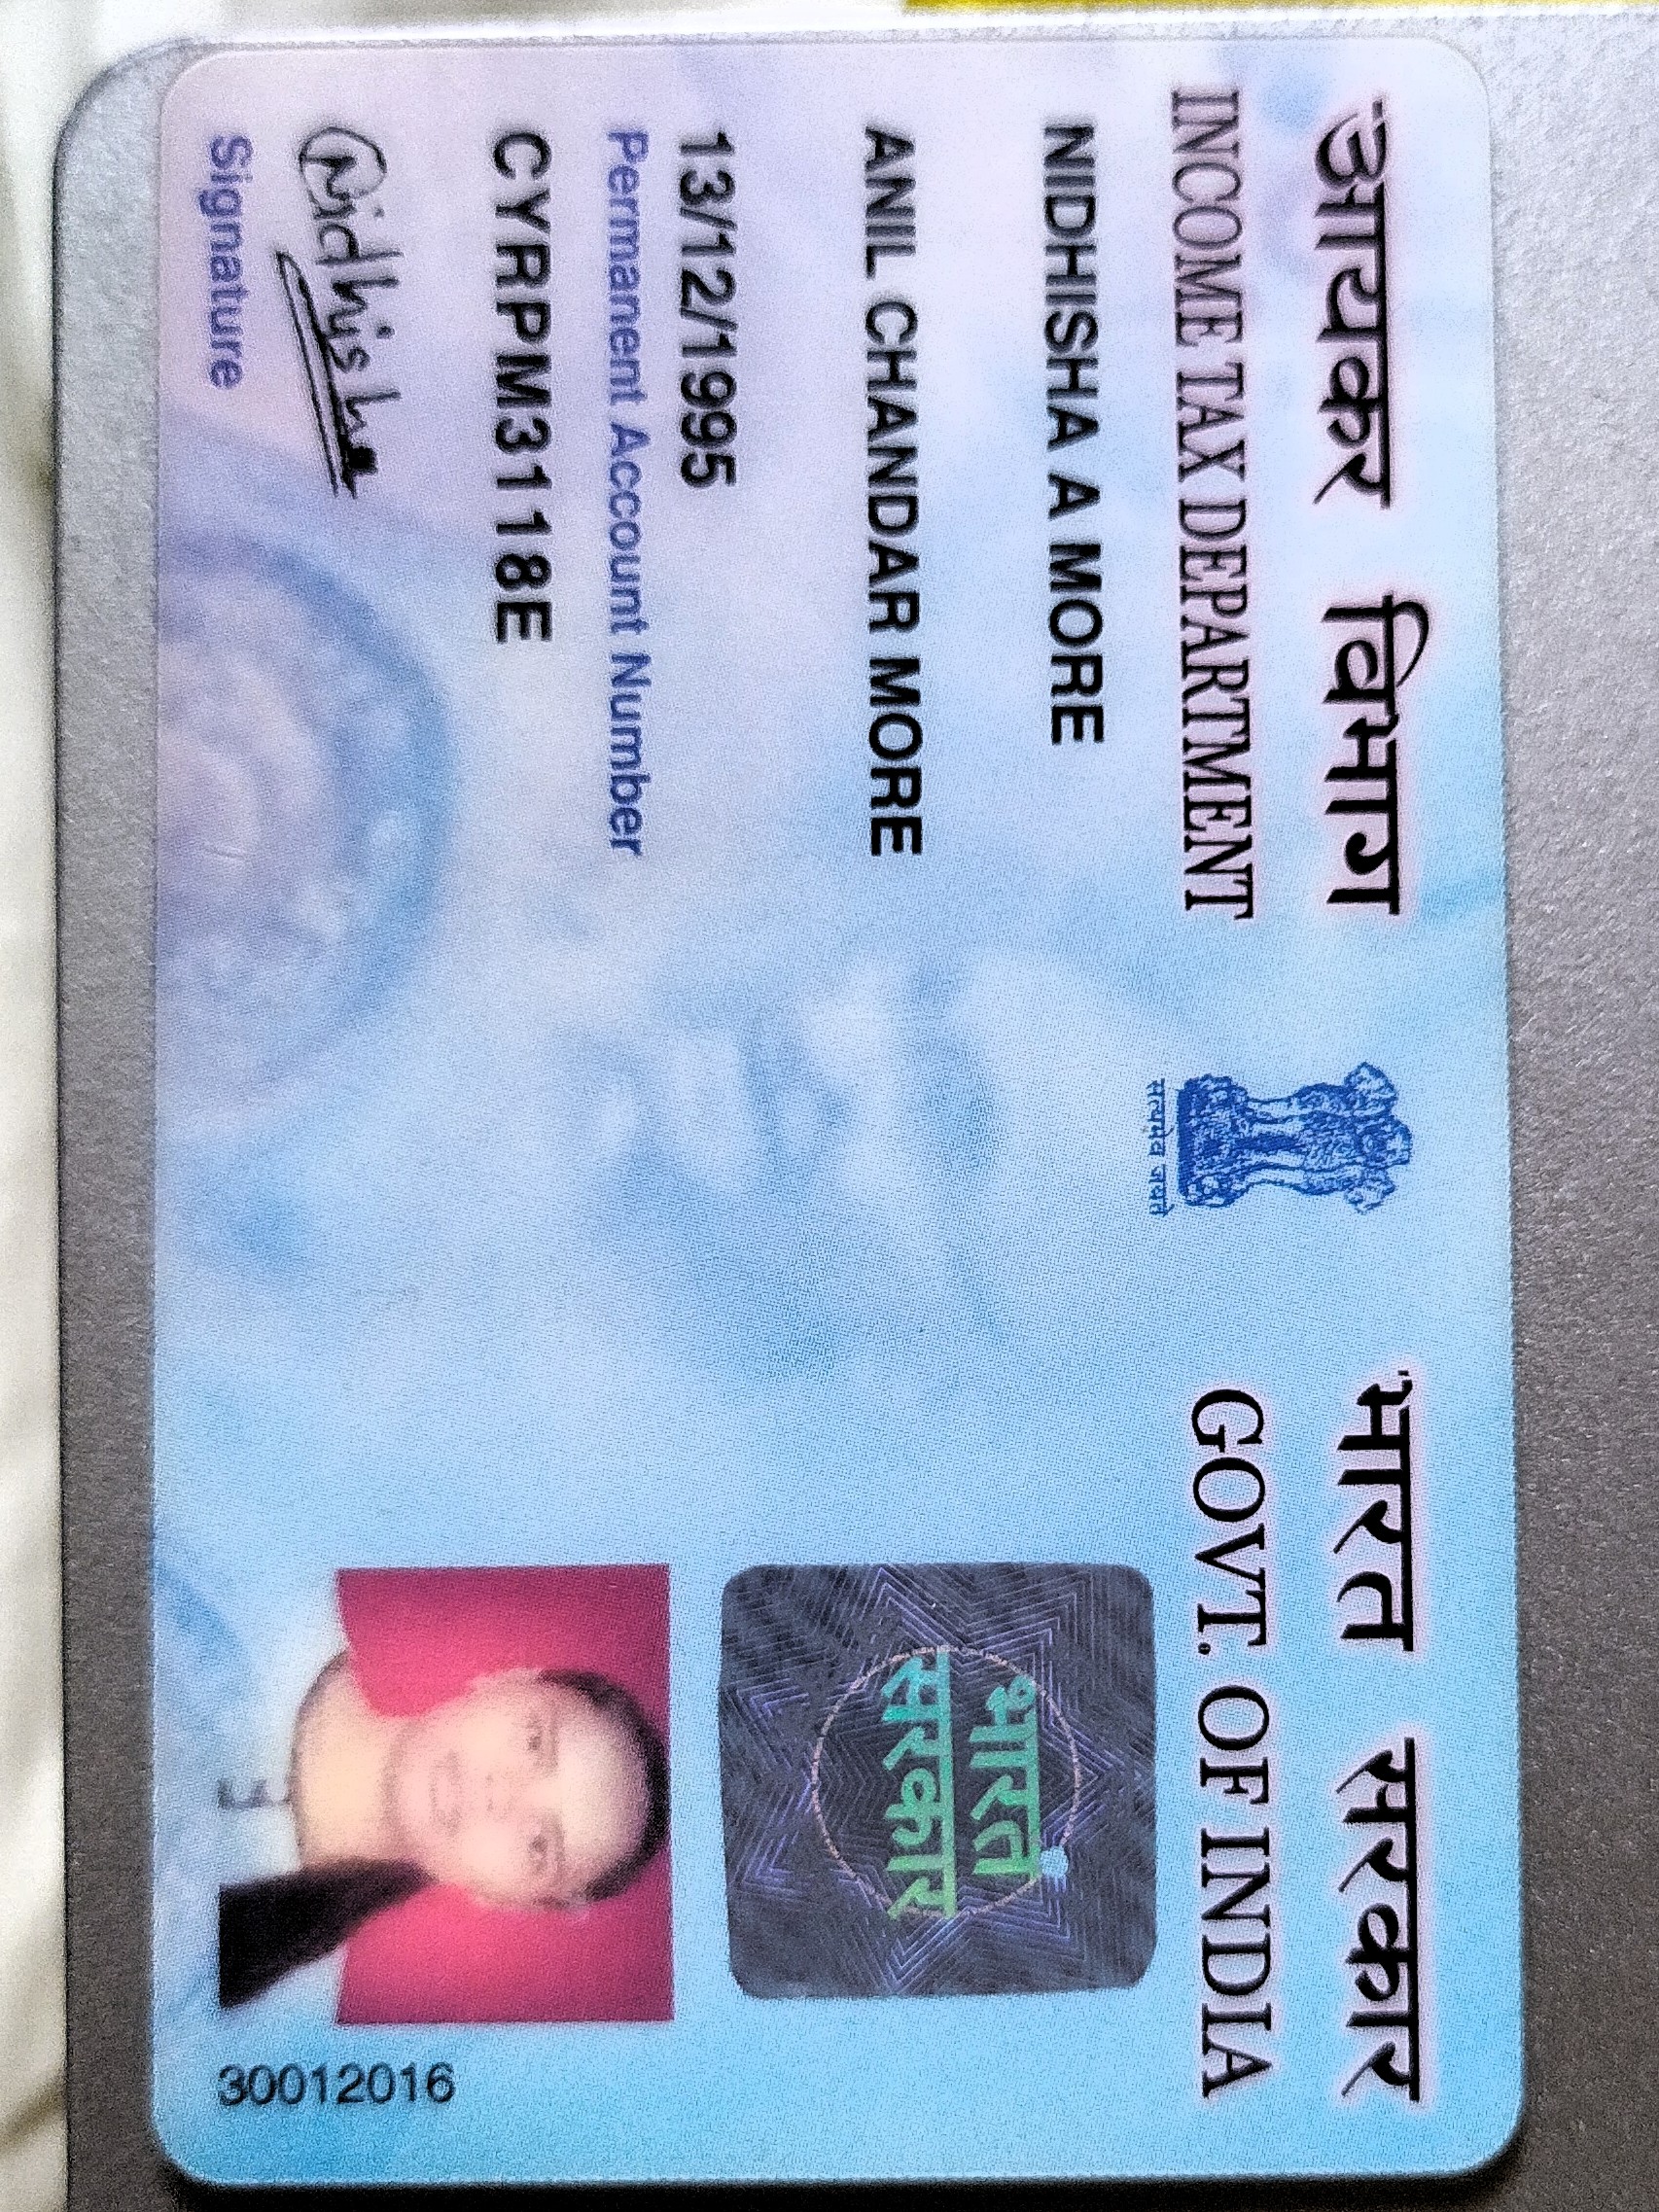 आयकर विभाग
INCOME TAX DEPARTMENT
सत्यमेव जयते
भारत सरकार
GOVT. OF INDIA
NIDHISHA A MORE
ANIL CHANDAR MORE
13/12/1995
Permanent Account Number
CYRPM3118E
Nidhisha
Signature
भारत
सरकार
30012016